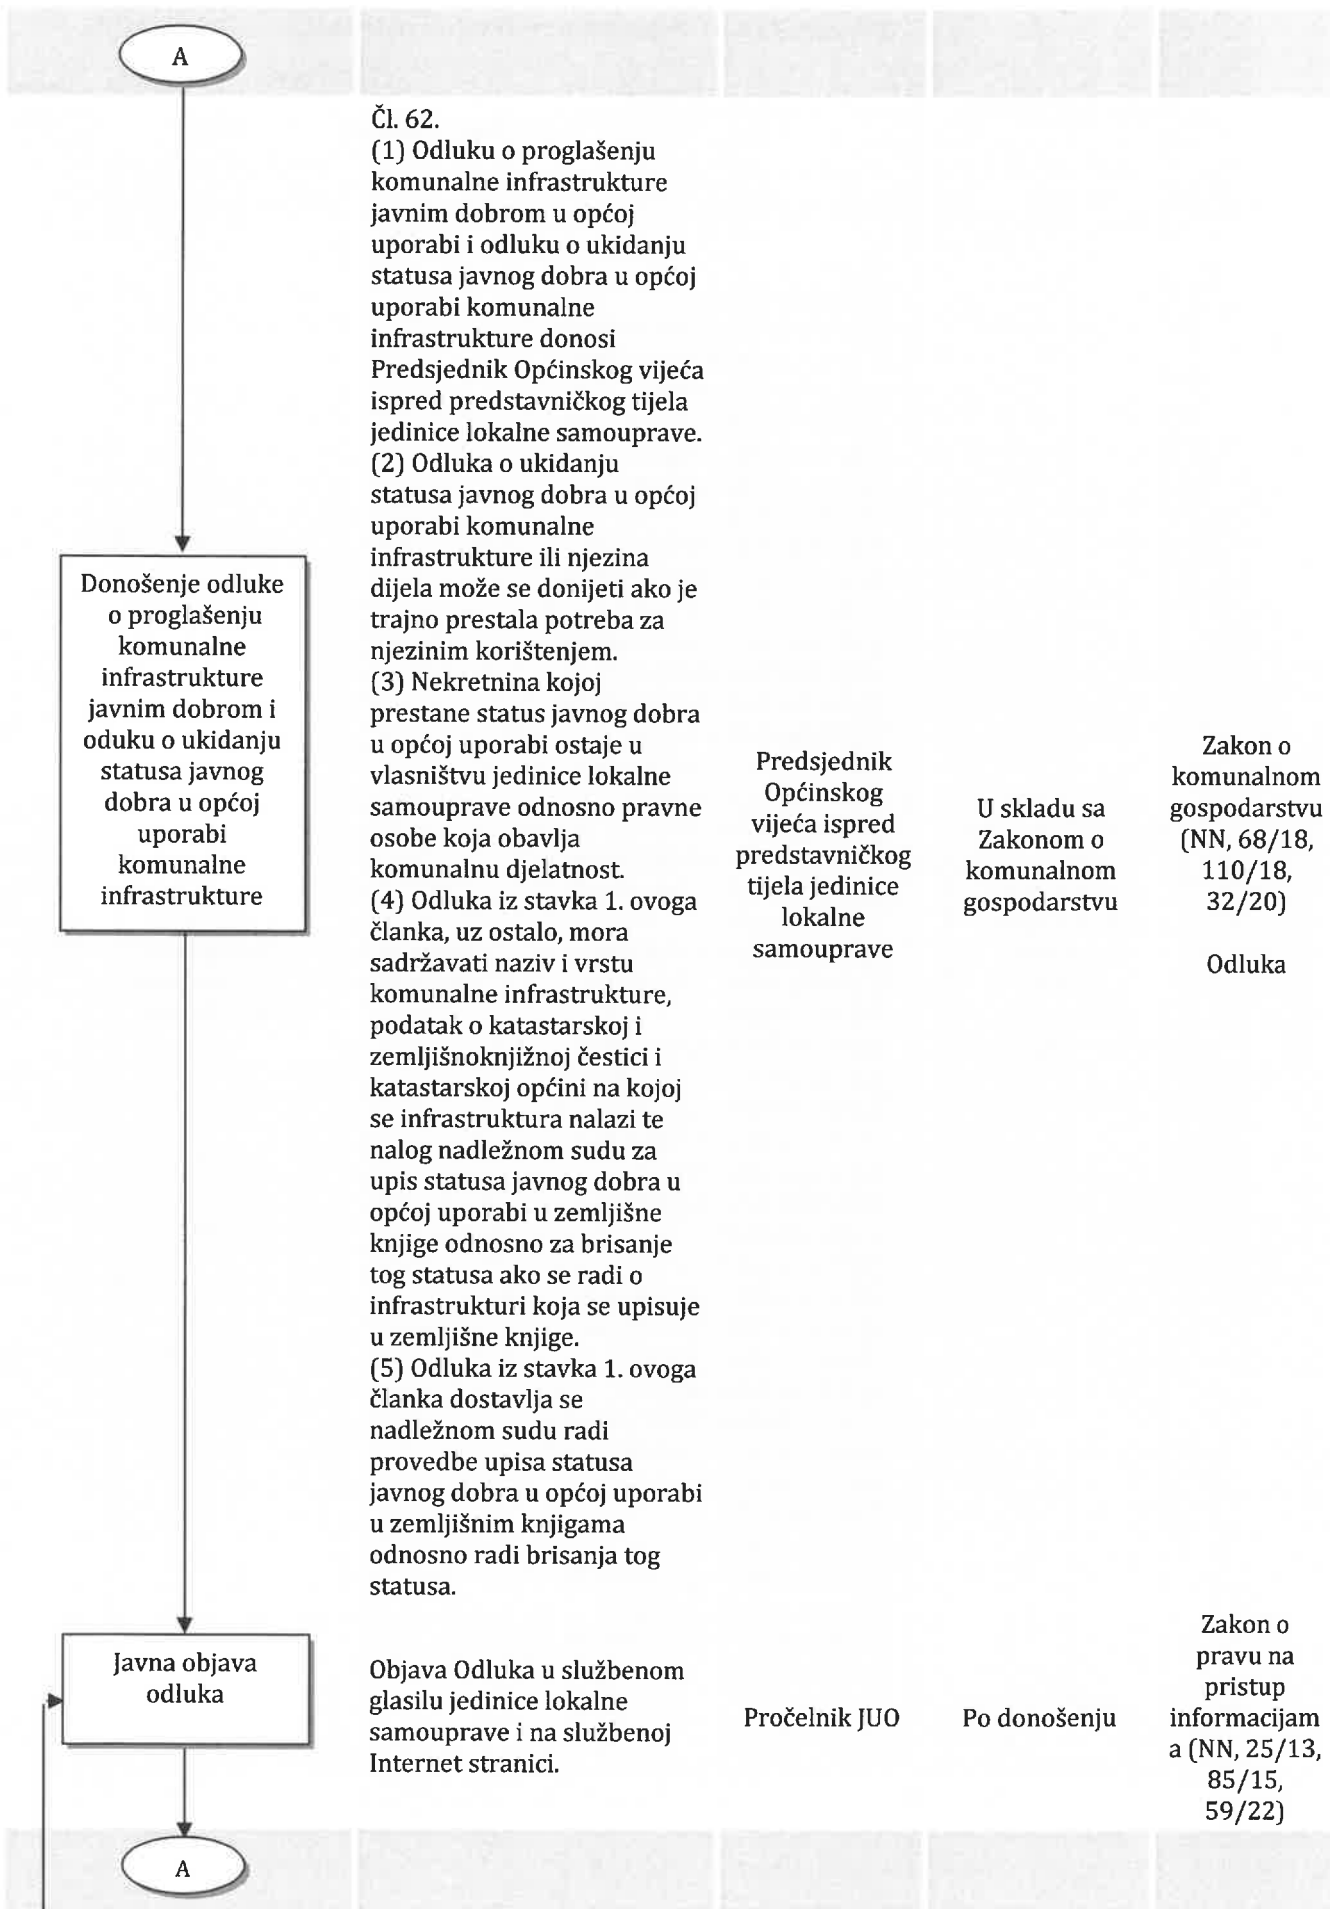 A
Čl. 62.
(1) Odluku o proglašenju
komunalne infrastrukture
javnim dobrom u općoj
uporabi i odluku o ukidanju
statusa javnog dobra u općoj
uporabi komunalne
infrastrukture donosi
Predsjednik Općinskog vijeća
ispred predstavničkog tijela
jedinice lokalne samouprave.
(2) Odluka o ukidanju
statusa javnog dobra u općoj
uporabi komunalne
infrastrukture ili njezina
dijela može se donijeti ako je
trajno prestala potreba za
njezinim korištenjem.
(3) Nekretnina kojoj
prestane status javnog dobra
u općoj uporabi ostaje u
vlasništvu jedinice lokalne
samouprave odnosno pravne
osobe koja obavlja
komunalnu djelatnost.
(4) Odluka iz stavka 1. ovoga
članka, uz ostalo, mora
sadržavati naziv i vrstu
komunalne infrastrukture,
podatak o katastarskoj i
zemljišnoknjižnoj čestici i
katastarskoj općini na kojoj
se infrastruktura nalazi te
nalog nadležnom sudu za
upis statusa javnog dobra u
općoj uporabi u zemljišne
knjige odnosno za brisanje
tog statusa ako se radi o
infrastrukturi koja se upisuje
u zemljišne knjige.
(5) Odluka iz stavka 1. ovoga
članka dostavlja se
nadležnom sudu radi
provedbe upisa statusa
javnog dobra u općoj uporabi
u zemljišnim knjigama
odnosno radi brisanja tog
statusa.
Donošenje odluke
o proglašenju
komunalne
infrastrukture
javnim dobrom i
oduku o ukidanju
statusa javnog
dobra u općoj
uporabi
komunalne
infrastrukture
Predsjednik
Općinskog
vijeća ispred
predstavničkog
tijela jedinice
lokalne
samouprave
U skladu sa
Zakonom o
komunalnom
gospodarstvu
Zakon o
komunalnom
gospodarstvu
(NN, 68/18,
110/18,
32/20)
Odluka
Javna objava
odluka
Objava Odluka u službenom
glasilu jedinice lokalne
samouprave i na službenoj
Internet stranici.
Pročelnik JUO
Po donošenju
Zakon o
pravu na
pristup
informacijam
a (NN, 25/13,
85/15,
59/22)
A